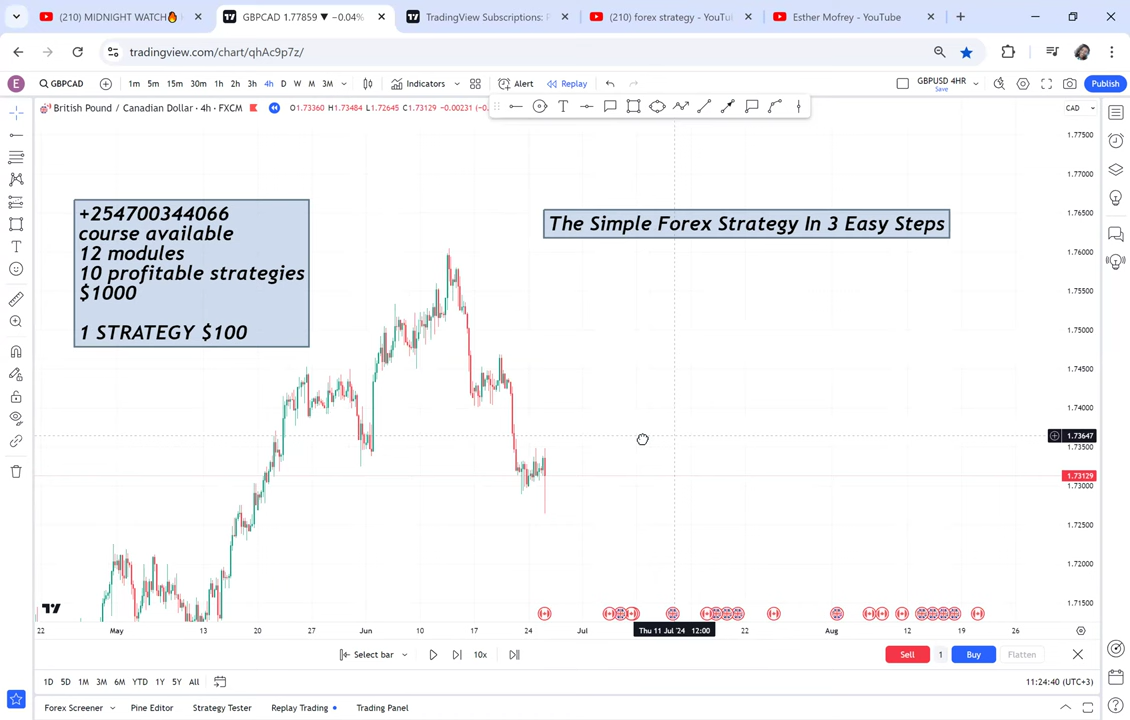 (210) MIDNIGHT WATCH🔥
GBPCAD 1.77859 ▼ −0.04%
TradingView Subscriptions: P
(210) forex strategy - YouTu
Esther Mofrey - YouTube
tradingview.com/chart/qhAc9p7z/
E
GBPCAD
1m 5m 15m 30m 1h 2h 3h 4h D W M 3M
Indicators
Alert
Replay
GBPUSD 4HR
Save
Publish
British Pound / Canadian Dollar · 4h · FXCM
O1.73360 H1.73484 L1.72645 C1.73129 −0.00231 (−0.
CAD
1.77500
1.77000
1.76500
1.76000
1.75500
1.75000
1.74500
1.74000
1.73647
1.73500
1.73129
1.73000
1.72500
1.72000
1.71500
+254700344066
course available
12 modules
10 profitable strategies
$1000
1 STRATEGY $100
The Simple Forex Strategy In 3 Easy Steps
22 May 13 20 27 Jun 10 17 24 Jul Thu 11 Jul '24 12:00 22 Aug 12 19 26
Select bar
10x
Sell
1
Buy
Flatten
1D 5D 1M 3M 6M YTD 1Y 5Y All
11:24:40 (UTC+3)
Forex Screener
Pine Editor
Strategy Tester
Replay Trading
Trading Panel